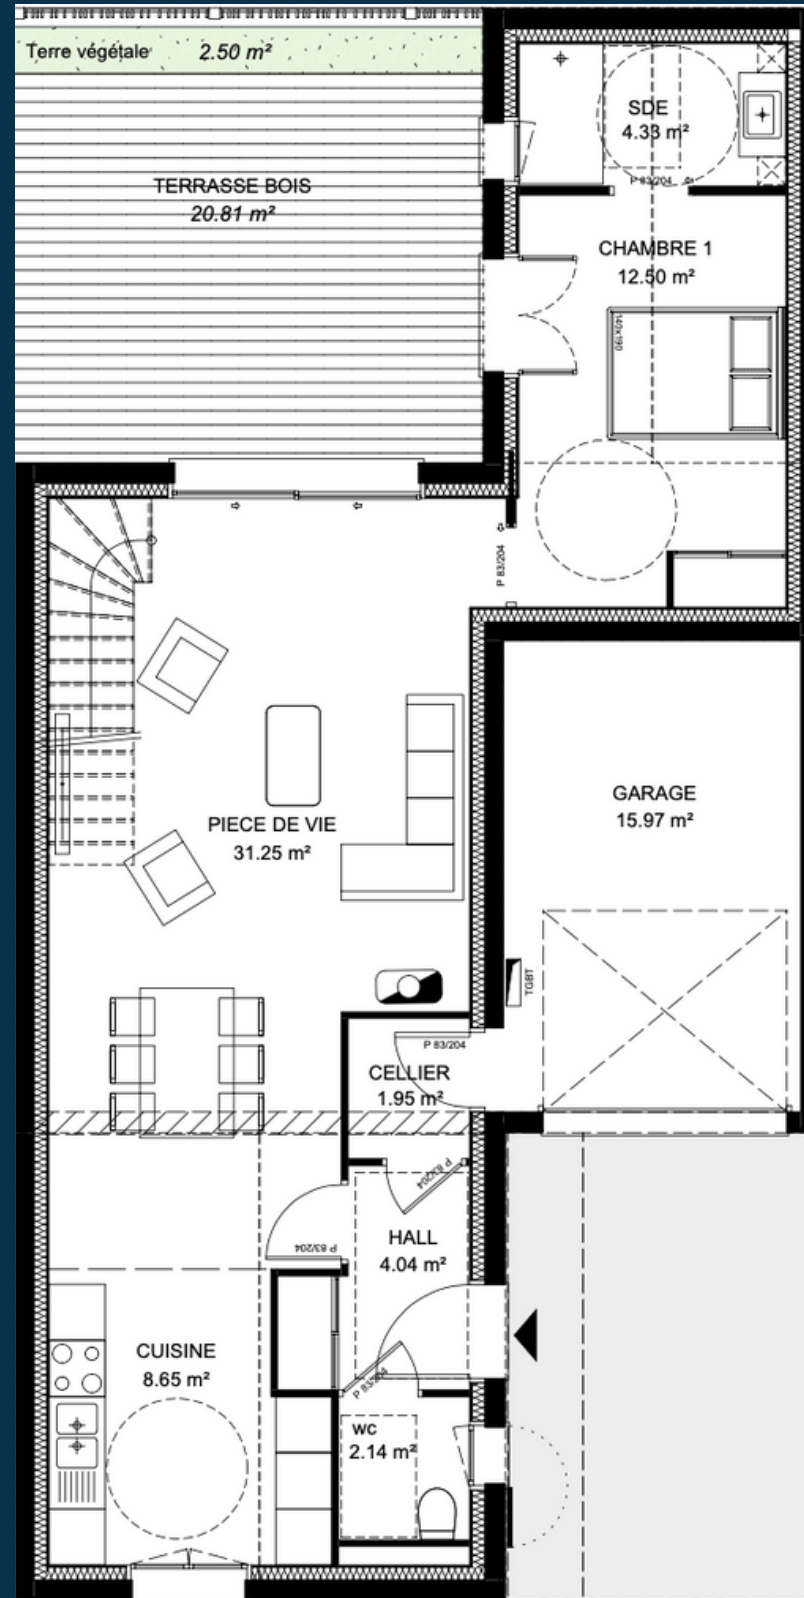 Terre végétale 2.50 m²
SDE
4.33 m²
P 83/204
TERRASSE BOIS
20.81 m²
CHAMBRE 1
12.50 m²
140x190
P 83/204
PIECE DE VIE
31.25 m²
GARAGE
15.97 m²
TGBT
P 83/204
CELLIER
1.95 m²
P 83/204
HALL
4.04 m²
P 83/204
CUISINE
8.65 m²
P 83/204
WC
2.14 m²